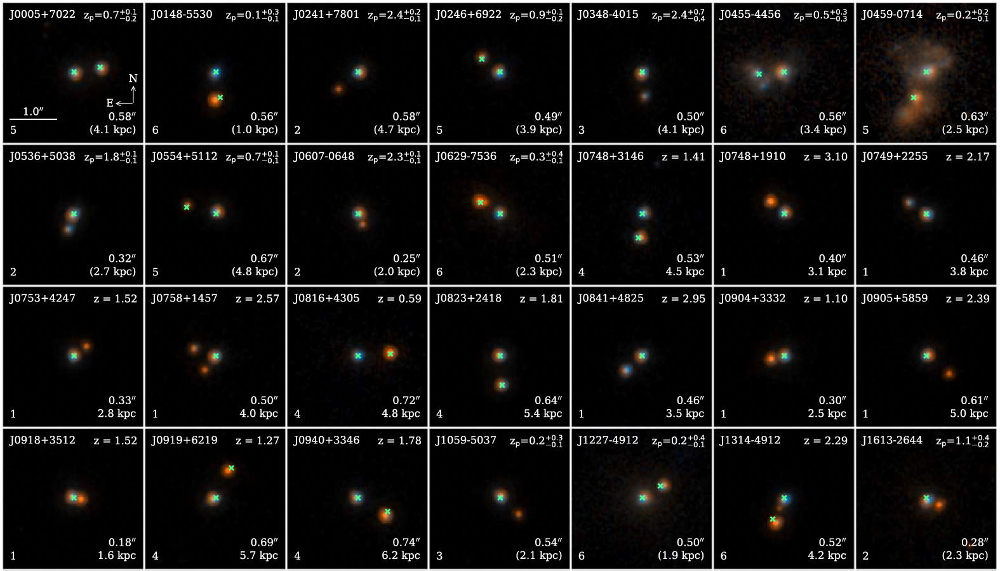 J0005+7022 zp=0.7+0.1−0.2
N
E
1.0″
0.58″
5 (4.1 kpc)
J0148-5530 zp=0.1+0.3−0.1
0.56″
6 (1.0 kpc)
J0241+7801 zp=2.4+0.2−0.1
0.58″
2 (4.7 kpc)
J0246+6922 zp=0.9+0.1−0.2
0.49″
5 (3.9 kpc)
J0348-4015 zp=2.4+0.7−0.4
0.50″
3 (4.1 kpc)
J0455-4456 zp=0.5+0.3−0.3
0.56″
6 (3.4 kpc)
J0459-0714 zp=0.2+0.2−0.1
0.63″
5 (2.5 kpc)
J0536+5038 zp=1.8+0.1−0.1
0.32″
2 (2.7 kpc)
J0554+5112 zp=0.7+0.1−0.1
0.67″
5 (4.8 kpc)
J0607-0648 zp=2.3+0.1−0.1
0.25″
2 (2.0 kpc)
J0629-7536 zp=0.3+0.4−0.1
0.51″
6 (2.3 kpc)
J0748+3146 z = 1.41
0.53″
4 4.5 kpc
J0748+1910 z = 3.10
0.40″
1 3.1 kpc
J0749+2255 z = 2.17
0.46″
1 3.8 kpc
J0753+4247 z = 1.52
0.33″
1 2.8 kpc
J0758+1457 z = 2.57
0.50″
1 4.0 kpc
J0816+4305 z = 0.59
0.72″
4 4.8 kpc
J0823+2418 z = 1.81
0.64″
4 5.4 kpc
J0841+4825 z = 2.95
0.46″
1 3.5 kpc
J0904+3332 z = 1.10
0.30″
1 2.5 kpc
J0905+5859 z = 2.39
0.61″
1 5.0 kpc
J0918+3512 z = 1.52
0.18″
1 1.6 kpc
J0919+6219 z = 1.27
0.69″
4 5.7 kpc
J0940+3346 z = 1.78
0.74″
4 6.2 kpc
J1059-5037 zp=0.2+0.3−0.1
0.54″
3 (2.1 kpc)
J1227-4912 zp=0.2+0.4−0.1
0.50″
6 (1.9 kpc)
J1314-4912 z = 2.29
0.52″
6 4.2 kpc
J1613-2644 zp=1.1+0.4−0.2
0.28″
2 (2.3 kpc)